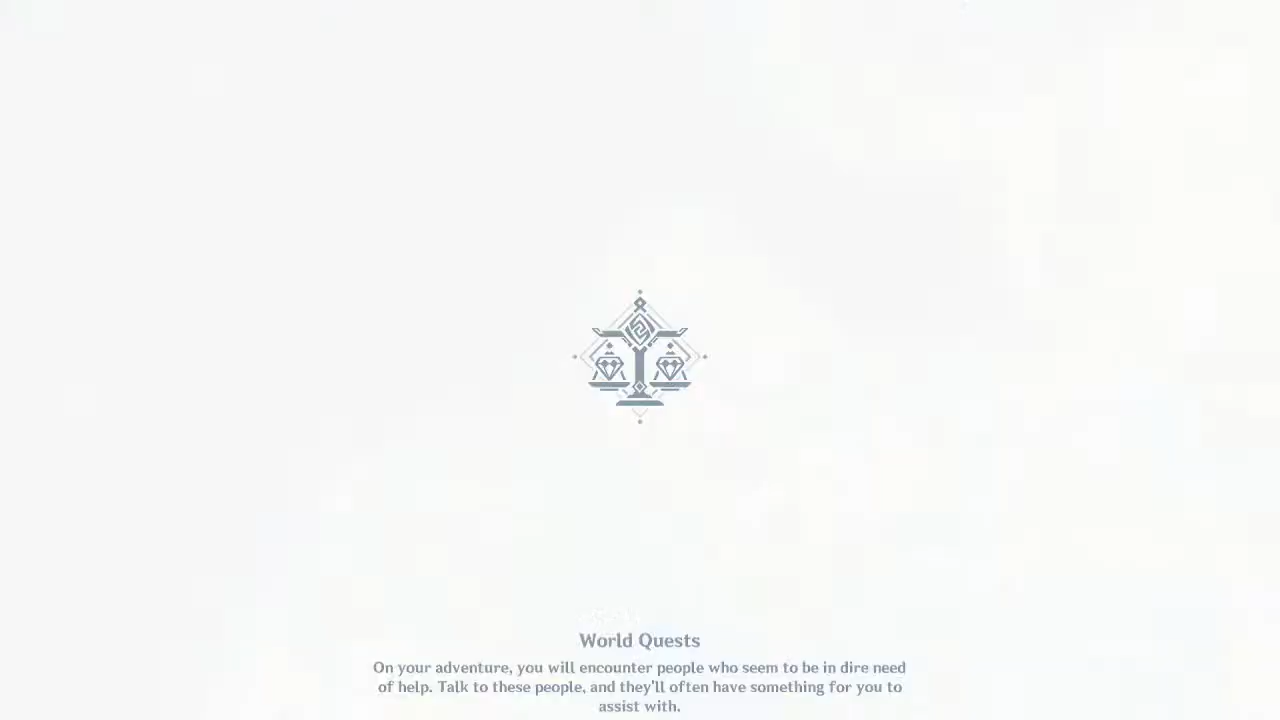 World Quests
On your adventure, you will encounter people who seem to be in dire need
of help. Talk to these people, and they'll often have something for you to
assist with.